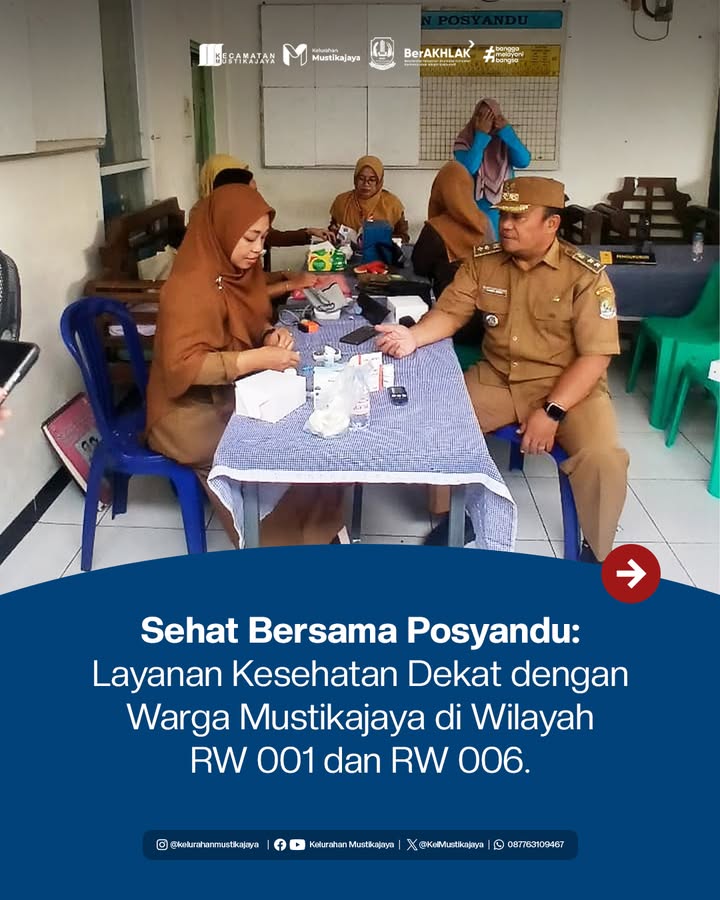 N POSYANDU
KECAMATAN
MUSTIKAJAYA
Kelurahan
Mustikajaya
BerAKHLAK
#bangga
melayani
bangsa
PENGUKURAN
Sehat Bersama Posyandu:
Layanan Kesehatan Dekat dengan
Warga Mustikajaya di Wilayah
RW 001 dan RW 006.
@kelurahanmustikajaya | Kelurahan Mustikajaya | @KelMustikajaya | 087763109467